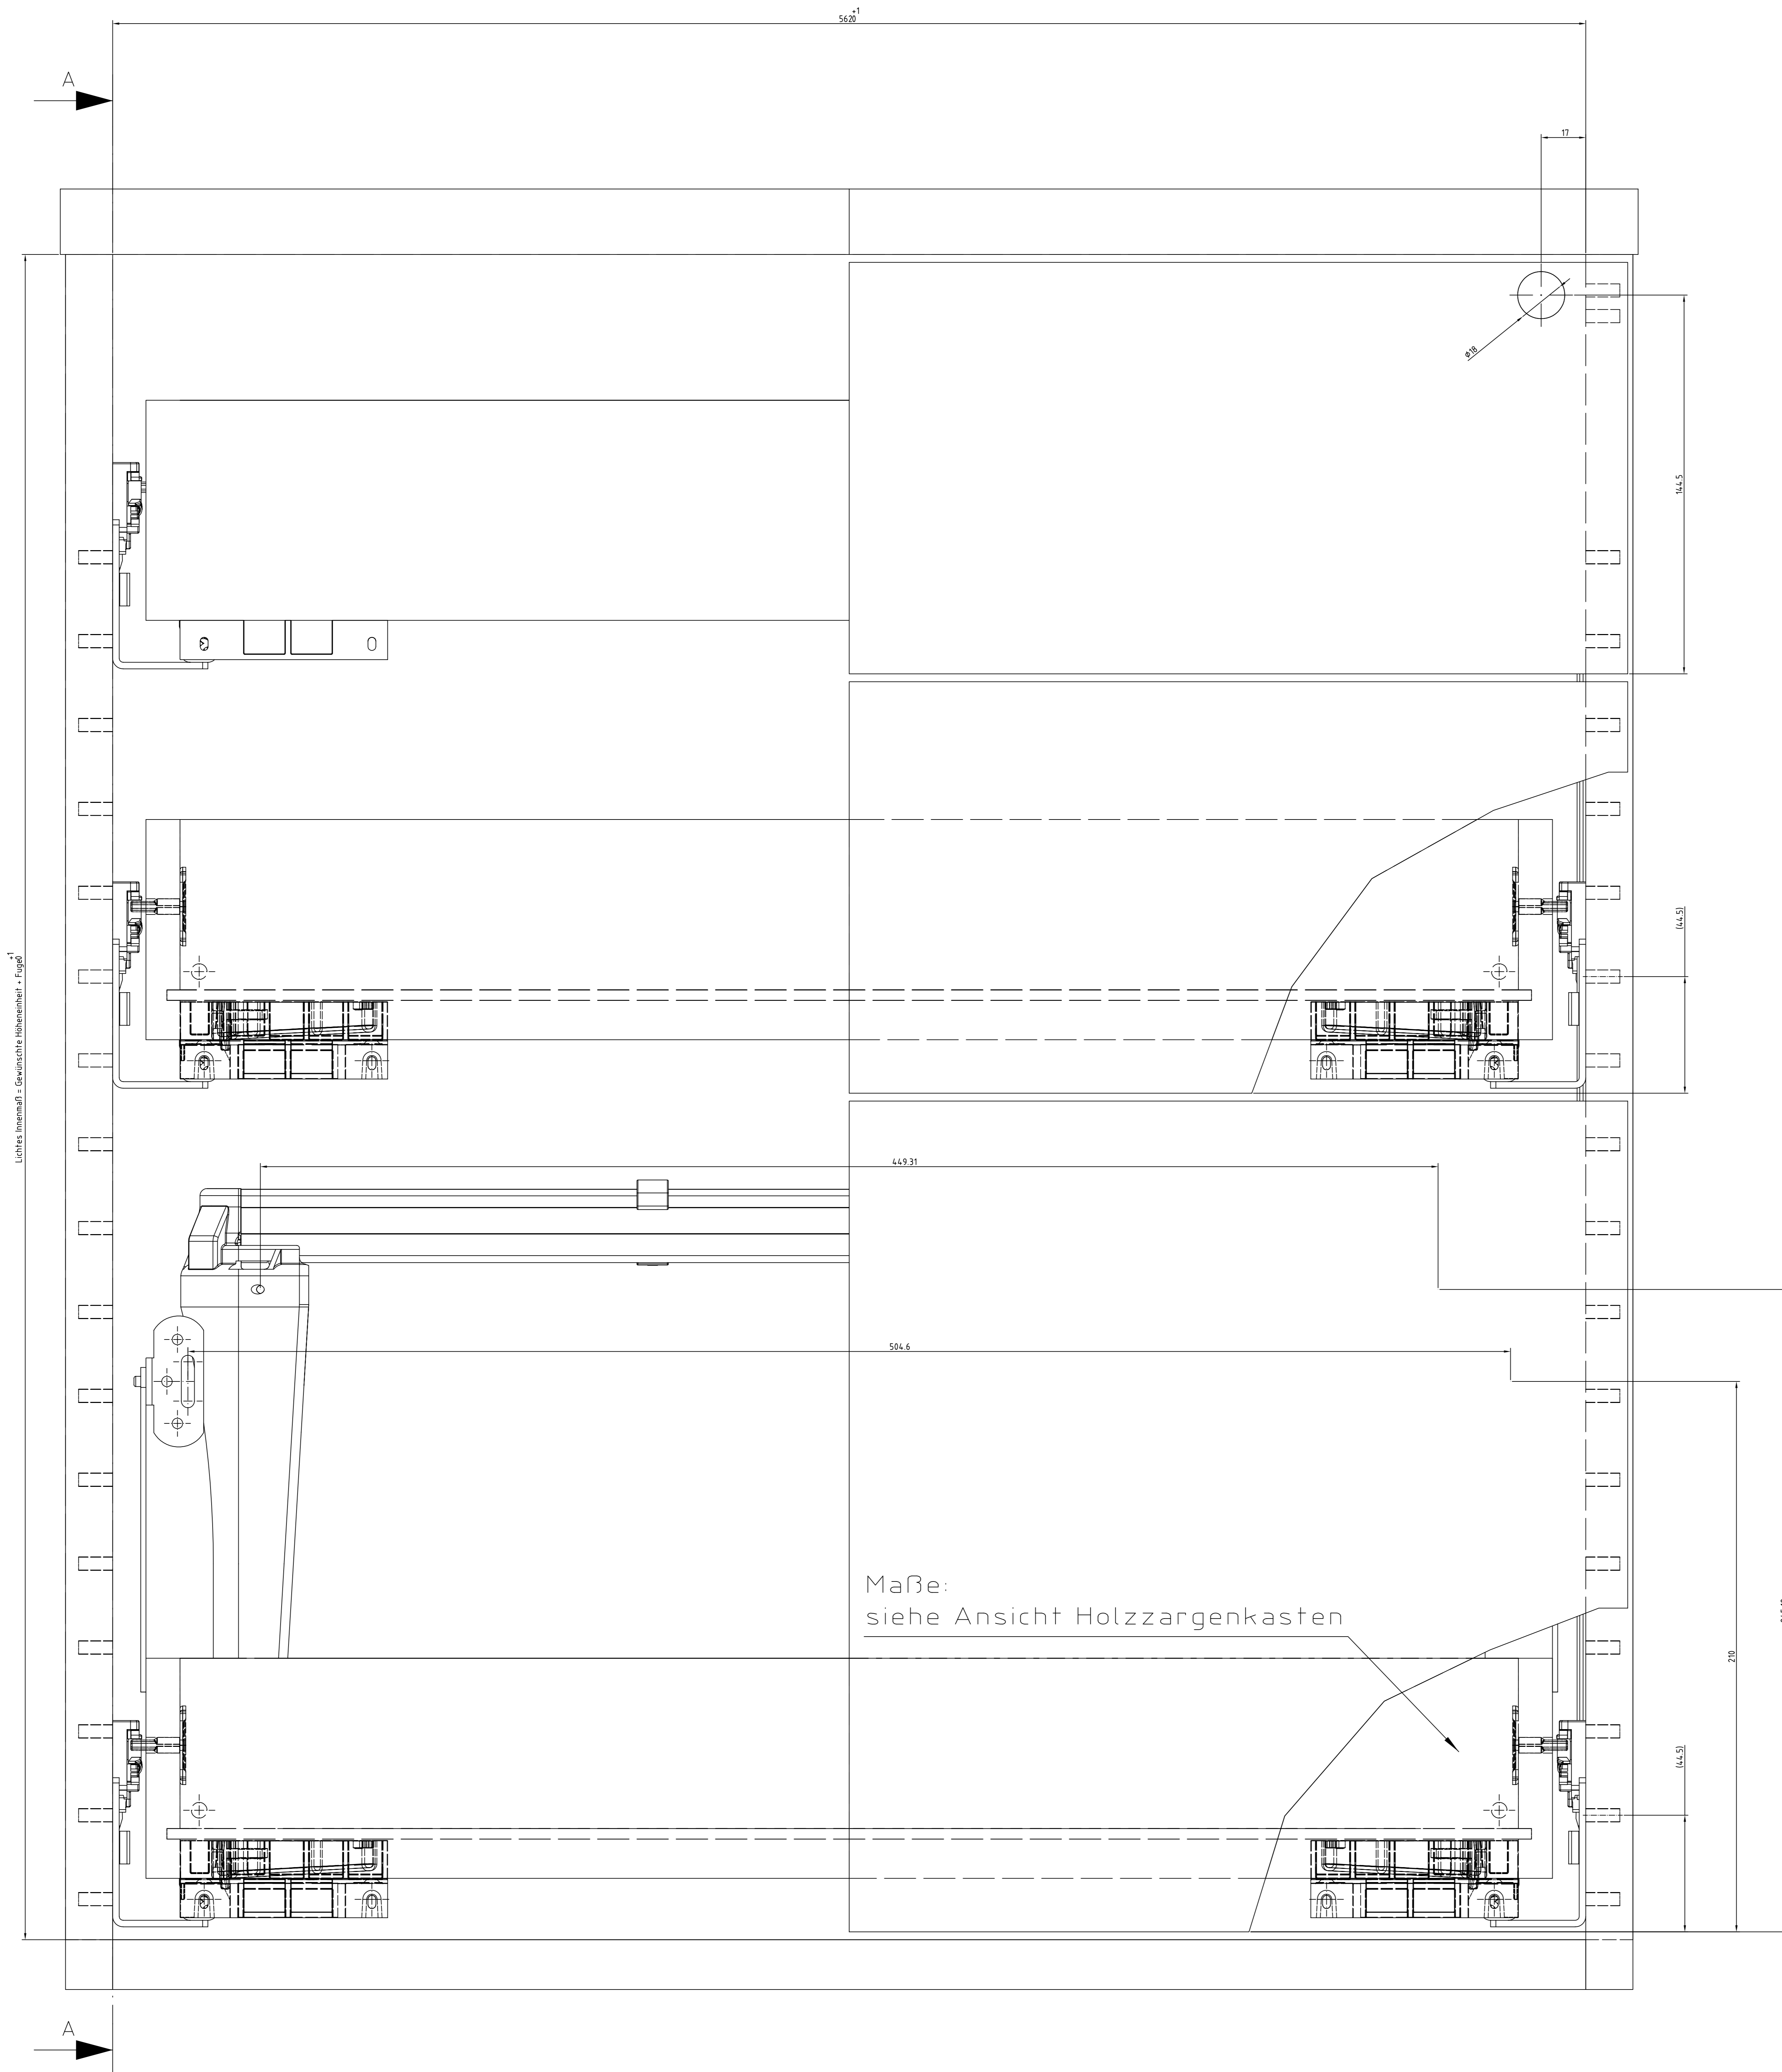 +1
5620
A
17
ø18
144.5
+1
Lichtes Innenmaß = Gewünschte Höheneinheit + Fuge0
(44.5)
449.31
504.6
Maße:
siehe Ansicht Holzzargenkasten
210
(44.5)
A